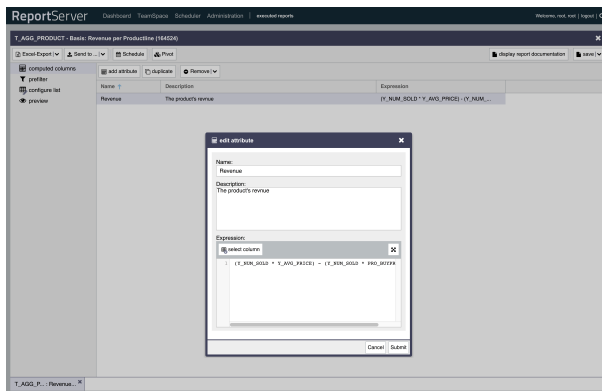 ReportServer Dashboard TeamSpace Scheduler Administration | executed reports Welcome, root, root | logout |
T_AGG_PRODUCT - Basis: Revenue per Productline (164524)
Excel-Export Send to ... Schedule Pivot display report documentation save
computed columns
prefilter
configure list
preview
add attribute duplicate Remove
Name ↑ Description Expression
Revenue The product's revnue (Y_NUM_SOLD * Y_AVG_PRICE) - (Y_NUM_...
edit attribute
Name:
Revenue
Description:
The product's revnue
Expression:
select column
1 (Y_NUM_SOLD * Y_AVG_PRICE) - (Y_NUM_SOLD * PRO_BUYPR
Cancel Submit
T_AGG_P... : Revenue...